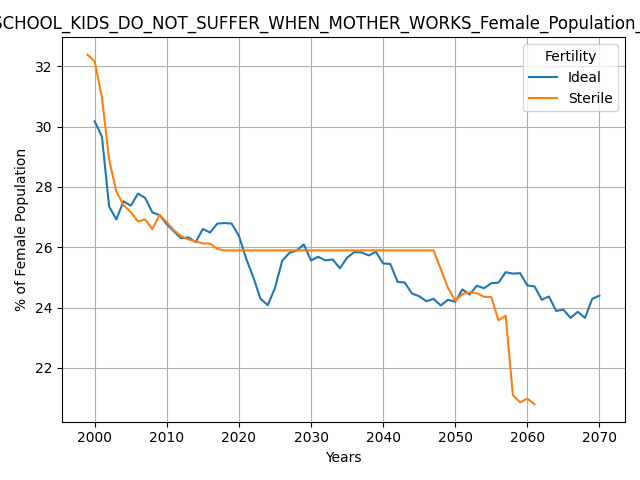 SCHOOL_KIDS_DO_NOT_SUFFER_WHEN_MOTHER_WORKS_Female_Population_
Fertility
Ideal
Sterile
% of Female Population
32
30
28
26
24
22
2000 2010 2020 2030 2040 2050 2060 2070
Years